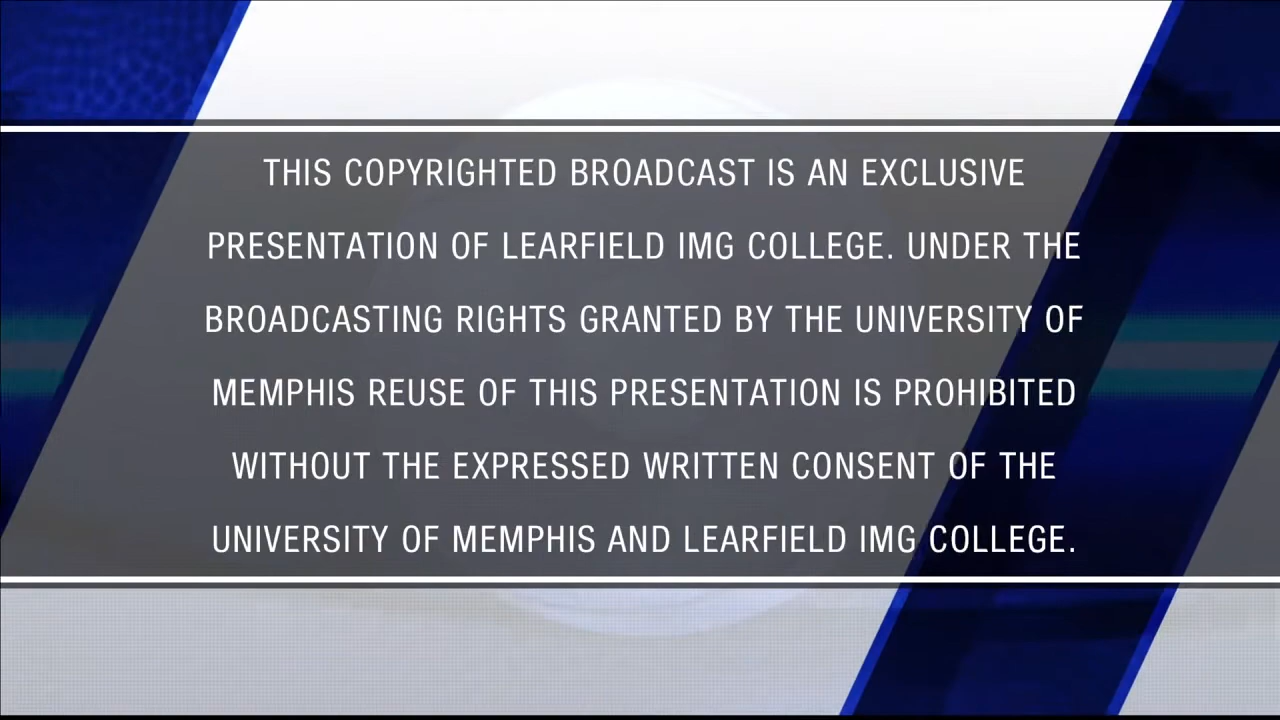 THIS COPYRIGHTED BROADCAST IS AN EXCLUSIVE
PRESENTATION OF LEARFIELD IMG COLLEGE. UNDER THE
BROADCASTING RIGHTS GRANTED BY THE UNIVERSITY OF
MEMPHIS REUSE OF THIS PRESENTATION IS PROHIBITED
WITHOUT THE EXPRESSED WRITTEN CONSENT OF THE
UNIVERSITY OF MEMPHIS AND LEARFIELD IMG COLLEGE.